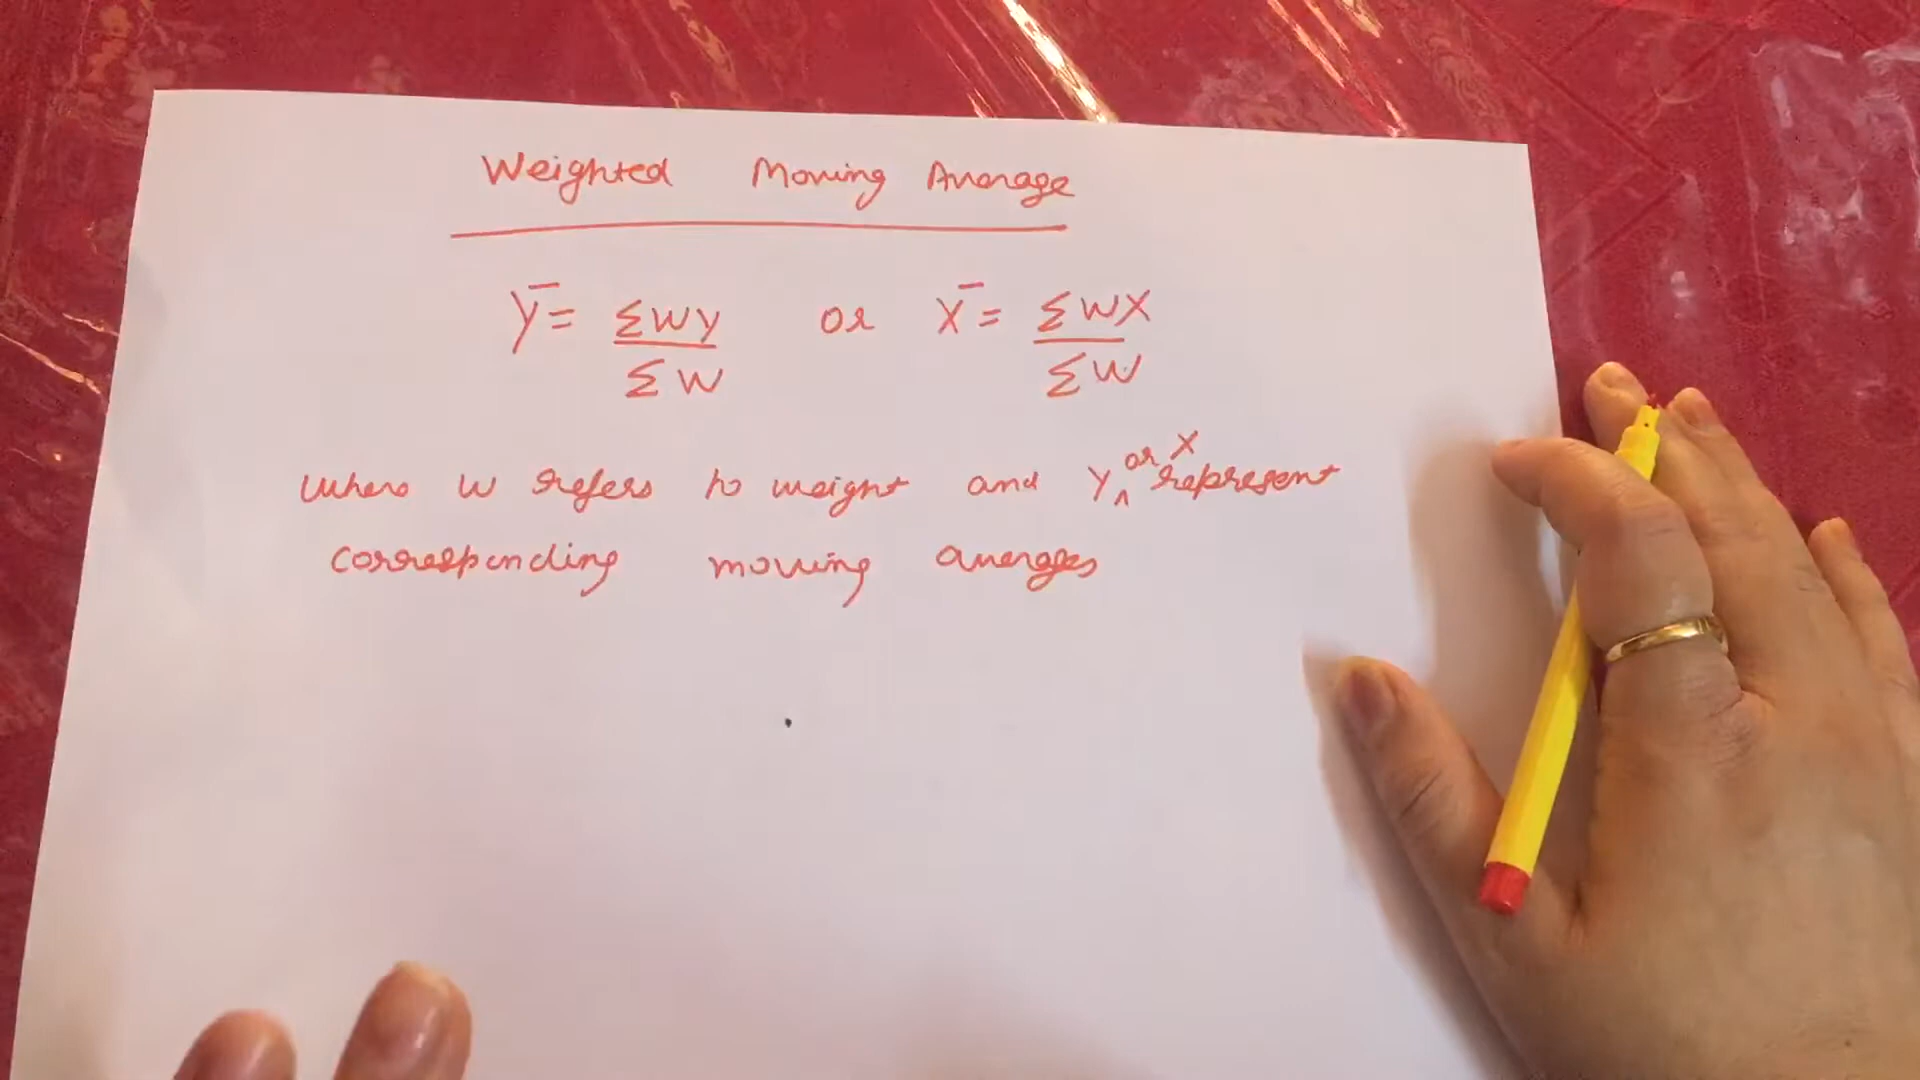 Weighted Moving Average
Ȳ = ΣWY / ΣW or X̄ = ΣWX / ΣW
where W refers to weight and Y or X represent
corresponding moving averages